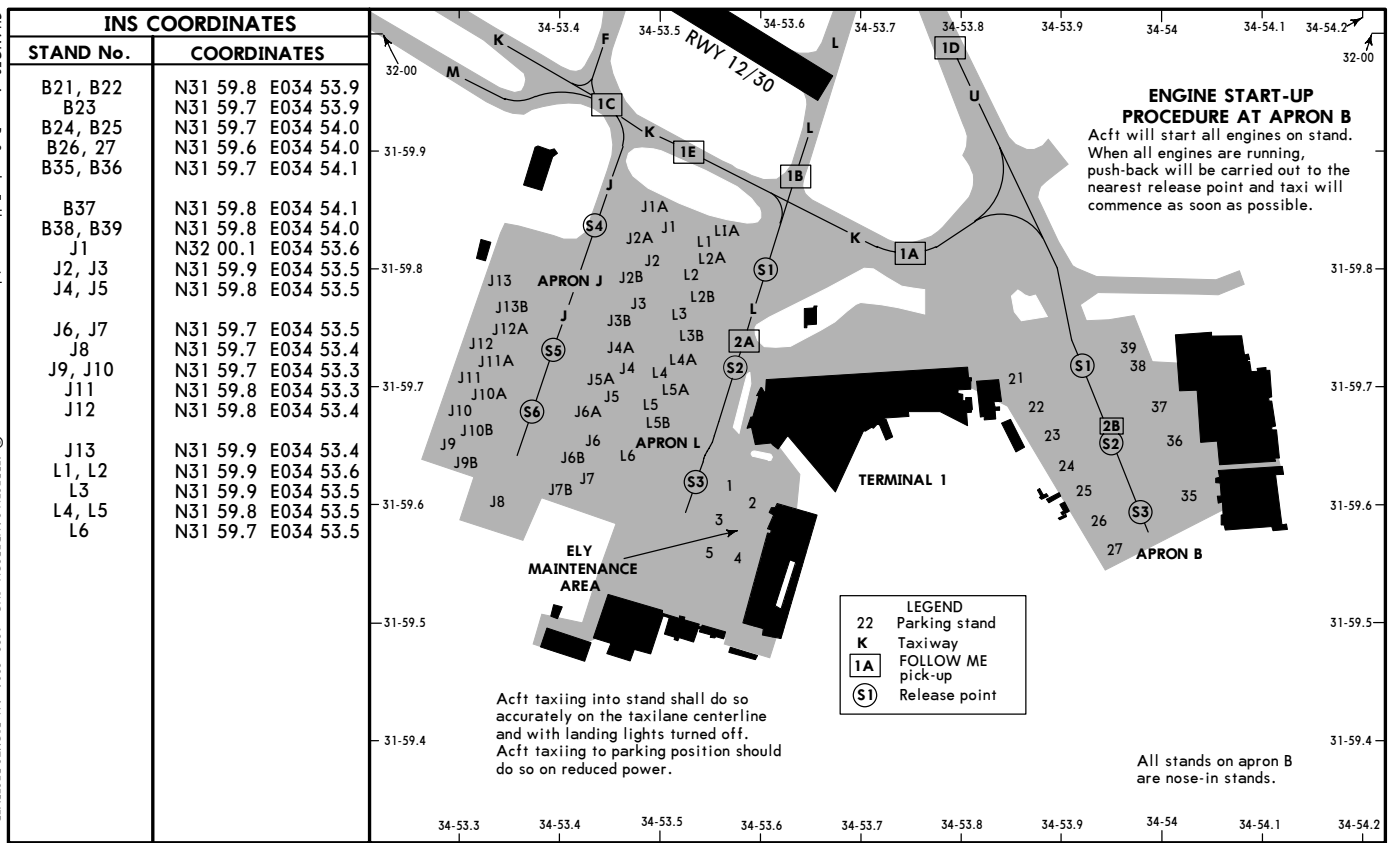 INS COORDINATES
STAND No. COORDINATES
B21, B22 N31 59.8 E034 53.9
B23 N31 59.7 E034 53.9
B24, B25 N31 59.7 E034 54.0
B26, 27 N31 59.6 E034 54.0
B35, B36 N31 59.7 E034 54.1
B37 N31 59.8 E034 54.1
B38, B39 N31 59.8 E034 54.0
J1 N32 00.1 E034 53.6
J2, J3 N31 59.9 E034 53.5
J4, J5 N31 59.8 E034 53.5
J6, J7 N31 59.7 E034 53.5
J8 N31 59.7 E034 53.4
J9, J10 N31 59.7 E034 53.3
J11 N31 59.8 E034 53.3
J12 N31 59.8 E034 53.4
J13 N31 59.9 E034 53.4
L1, L2 N31 59.9 E034 53.6
L3 N31 59.9 E034 53.5
L4, L5 N31 59.8 E034 53.5
L6 N31 59.7 E034 53.5
34-53.4 34-53.5 34-53.6 34-53.7 34-53.8 34-53.9 34-54 34-54.1 34-54.2
32-00 32-00
K F L
M
RWY 12/30
1D
U
1C
K
L
1E
1B
31-59.9 31-59.9
ENGINE START-UP
PROCEDURE AT APRON B
Acft will start all engines on stand.
When all engines are running,
push-back will be carried out to the
nearest release point and taxi will
commence as soon as possible.
J
J1A
S4
J1
L1A
J2A
L1
K
1A
J2
L2A
S1
31-59.8 31-59.8
J13
APRON J
J2B
L2
J13B
J3
L2B
J
J3B
L3
L
J12A
J12
L3B
2A
S5
J4A
J11A
L4A
S2
J4
L4
J11
J5A
31-59.7 31-59.7
J10A
J5
L5A
J10
S6
J6A
L5
L5B
J10B
J9
J6
APRON L
J9B
J6B
L6
J7
S3
1
J7B
J8
2
31-59.6 31-59.6
3
5
4
TERMINAL 1
39
S1
38
21
22
37
2B
23
S2
36
24
25
35
26
S3
27
APRON B
ELY
MAINTENANCE
AREA
31-59.5 31-59.5
LEGEND
22 Parking stand
K Taxiway
1A FOLLOW ME
pick-up
S1 Release point
Acft taxiing into stand shall do so
accurately on the taxilane centerline
and with landing lights turned off.
Acft taxiing to parking position should
do so on reduced power.
31-59.4 31-59.4
All stands on apron B
are nose-in stands.
34-53.3 34-53.4 34-53.5 34-53.6 34-53.7 34-53.8 34-53.9 34-54 34-54.1 34-54.2